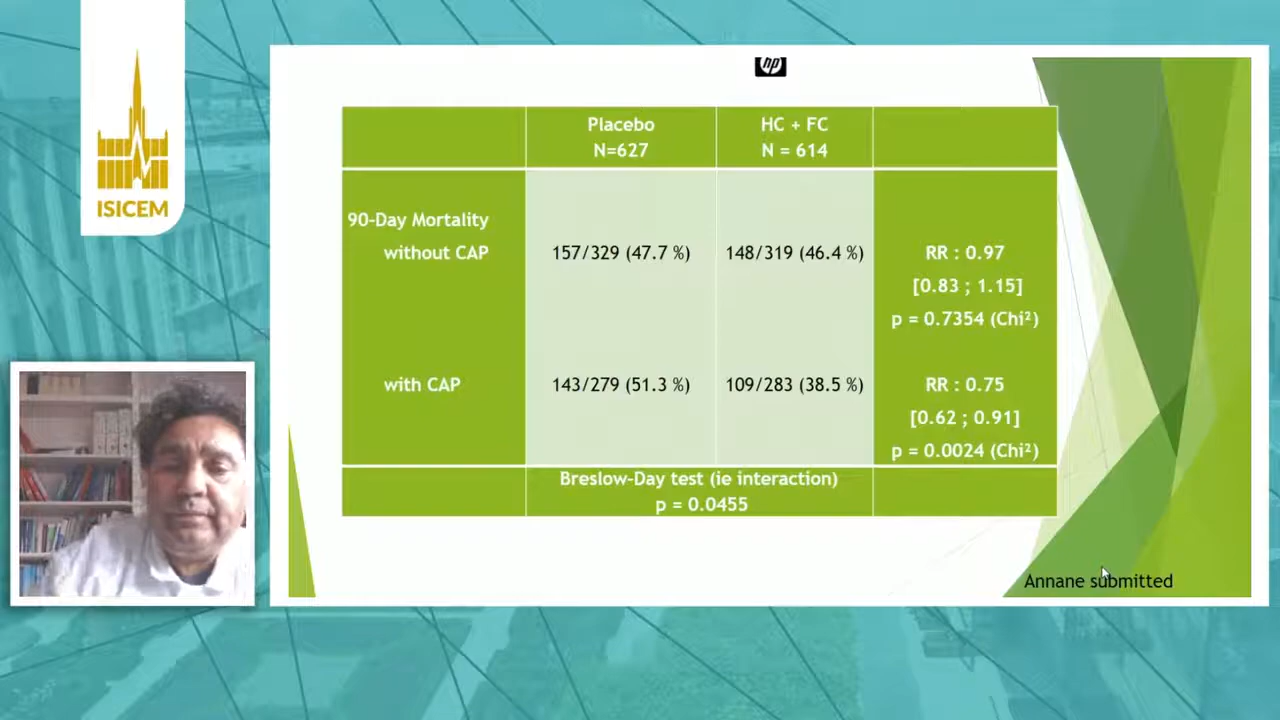 ISICEM
hp
Placebo
N=627
HC + FC
N = 614
90-Day Mortality
without CAP
157/329 (47.7 %)
148/319 (46.4 %)
RR : 0.97
[0.83 ; 1.15]
p = 0.7354 (Chi²)
with CAP
143/279 (51.3 %)
109/283 (38.5 %)
RR : 0.75
[0.62 ; 0.91]
p = 0.0024 (Chi²)
Breslow-Day test (ie interaction)
p = 0.0455
Annane submitted